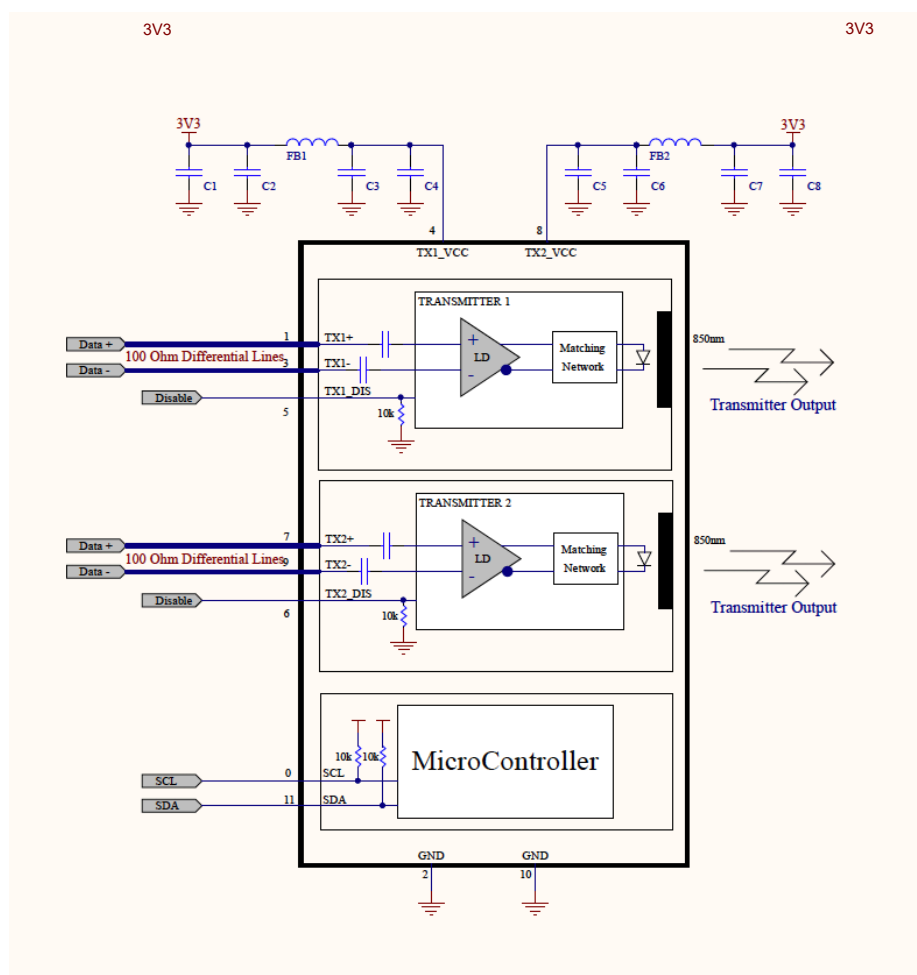 3V3 3V3
3V3 3V3
FB1 FB2
C1 C2 C3 C4 C5 C6 C7 C8
4 8
TX1_VCC TX2_VCC
TRANSMITTER 1
Data + 1 TX1+ + 850nm
100 Ohm Differential Lines LD Matching
Data - 3 TX1- - Network
Disable TX1_DIS Transmitter Output
5 10k
TRANSMITTER 2
Data + 7 TX2+ + 850nm
100 Ohm Differential Lines LD Matching
Data - 9 TX2- - Network
Disable TX2_DIS Transmitter Output
6 10k
10k 10k MicroController
SCL 0 SCL
SDA 11 SDA
GND GND
2 10